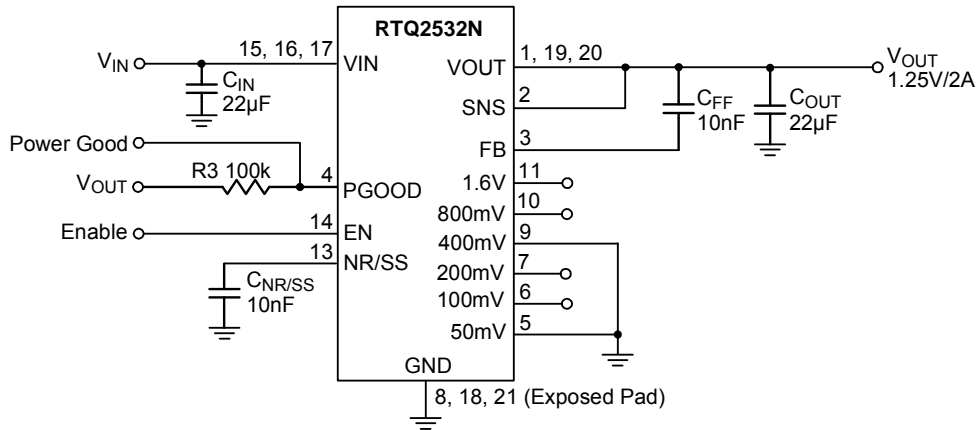 RTQ2532N
VIN
15, 16, 17
VIN
CIN
22µF
Power Good
VOUT
R3 100k
4
PGOOD
Enable
14
EN
13
NR/SS
CNR/SS
10nF
VOUT
1, 19, 20
SNS
2
FB
3
1.6V
11
800mV
10
400mV
9
200mV
7
100mV
6
50mV
5
CFF
10nF
COUT
22µF
VOUT
1.25V/2A
GND
8, 18, 21 (Exposed Pad)